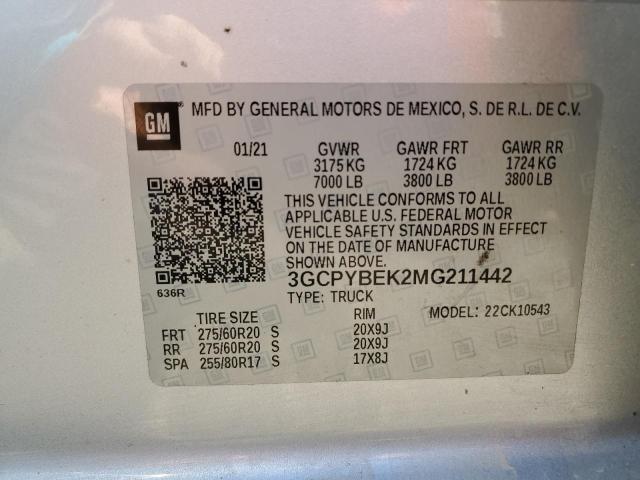 GM ® MFD BY GENERAL MOTORS DE MEXICO, S. DE R.L. DE C.V.
01/21 GVWR GAWR FRT GAWR RR
3175 KG 1724 KG 1724 KG
7000 LB 3800 LB 3800 LB
THIS VEHICLE CONFORMS TO ALL
APPLICABLE U.S. FEDERAL MOTOR
VEHICLE SAFETY STANDARDS IN EFFECT
ON THE DATE OF MANUFACTURE
SHOWN ABOVE.
3GCPYBEK2MG211442
636R TYPE: TRUCK
TIRE SIZE RIM MODEL: 22CK10543
FRT 275/60R20 S 20X9J
RR 275/60R20 S 20X9J
SPA 255/80R17 S 17X8J